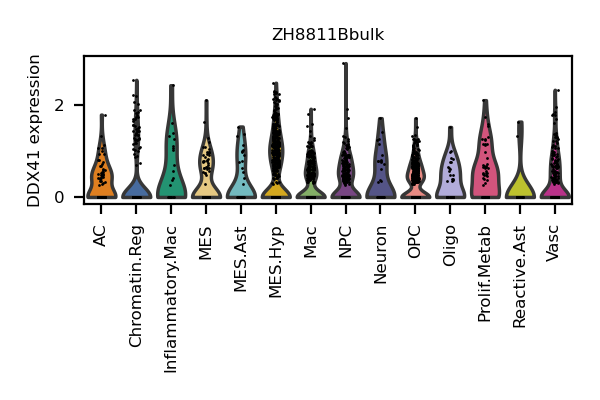 ZH8811Bbulk
DDX41 expression
2
0
AC
Chromatin.Reg
Inflammatory.Mac
MES
MES.Ast
MES.Hyp
Mac
NPC
Neuron
OPC
Oligo
Prolif.Metab
Reactive.Ast
Vasc